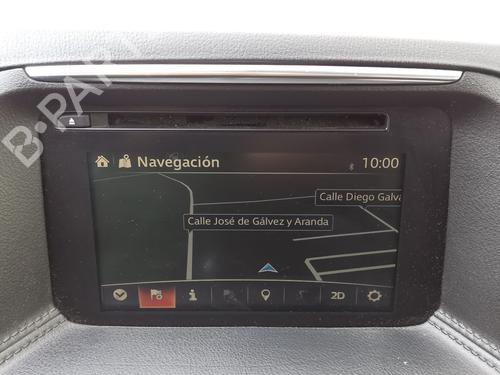 B-PARTS
Navegación
10:00
Calle Diego Galva
Calle José de Gálvez y Aranda
2D